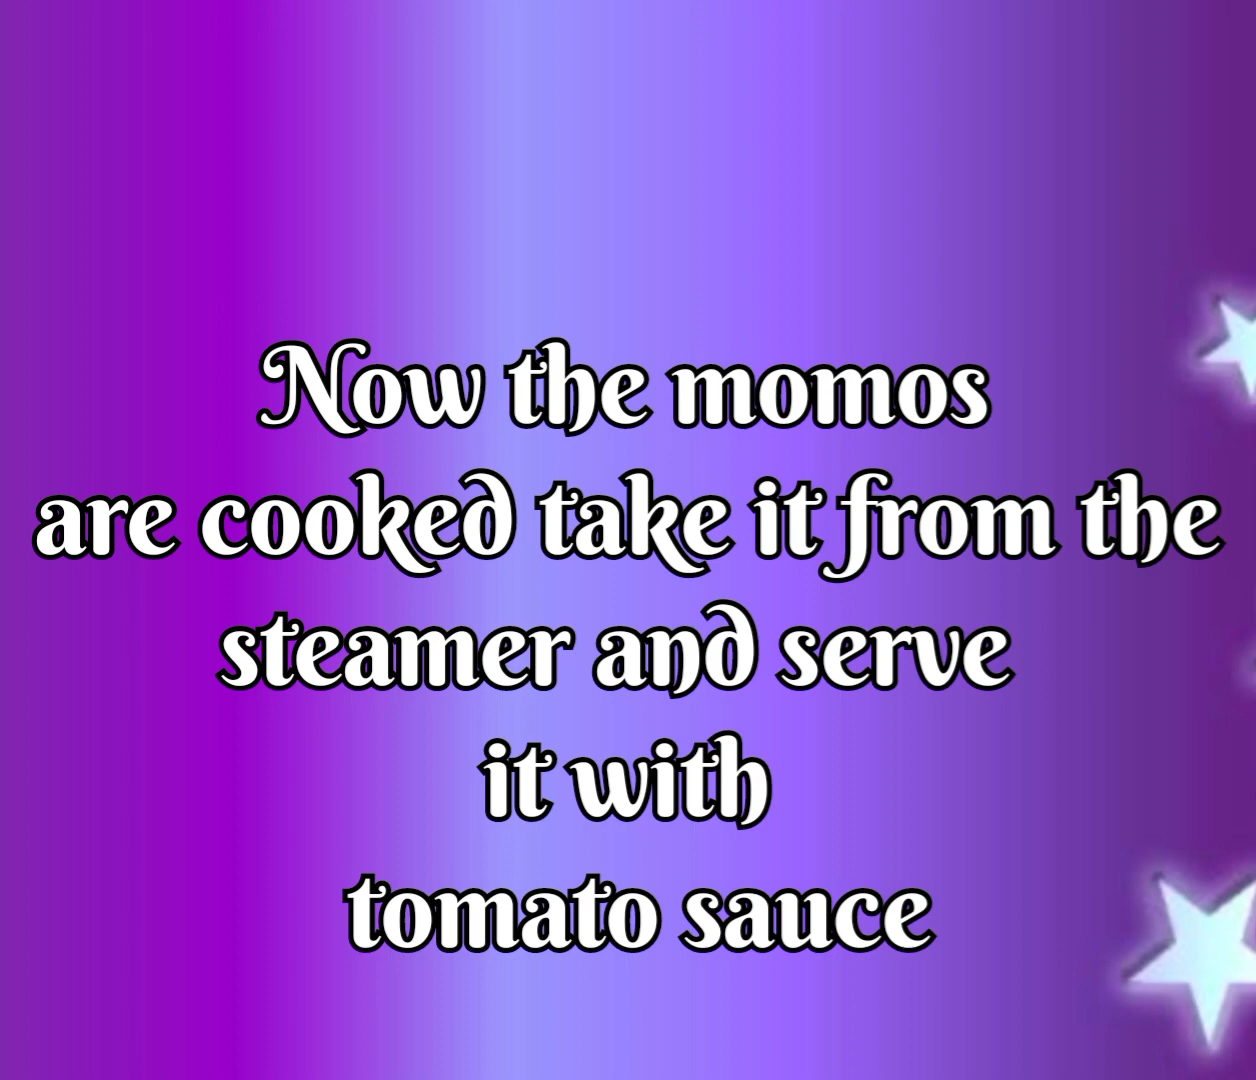 Now the momos
are cooked take it from the
steamer and serve
it with
tomato sauce